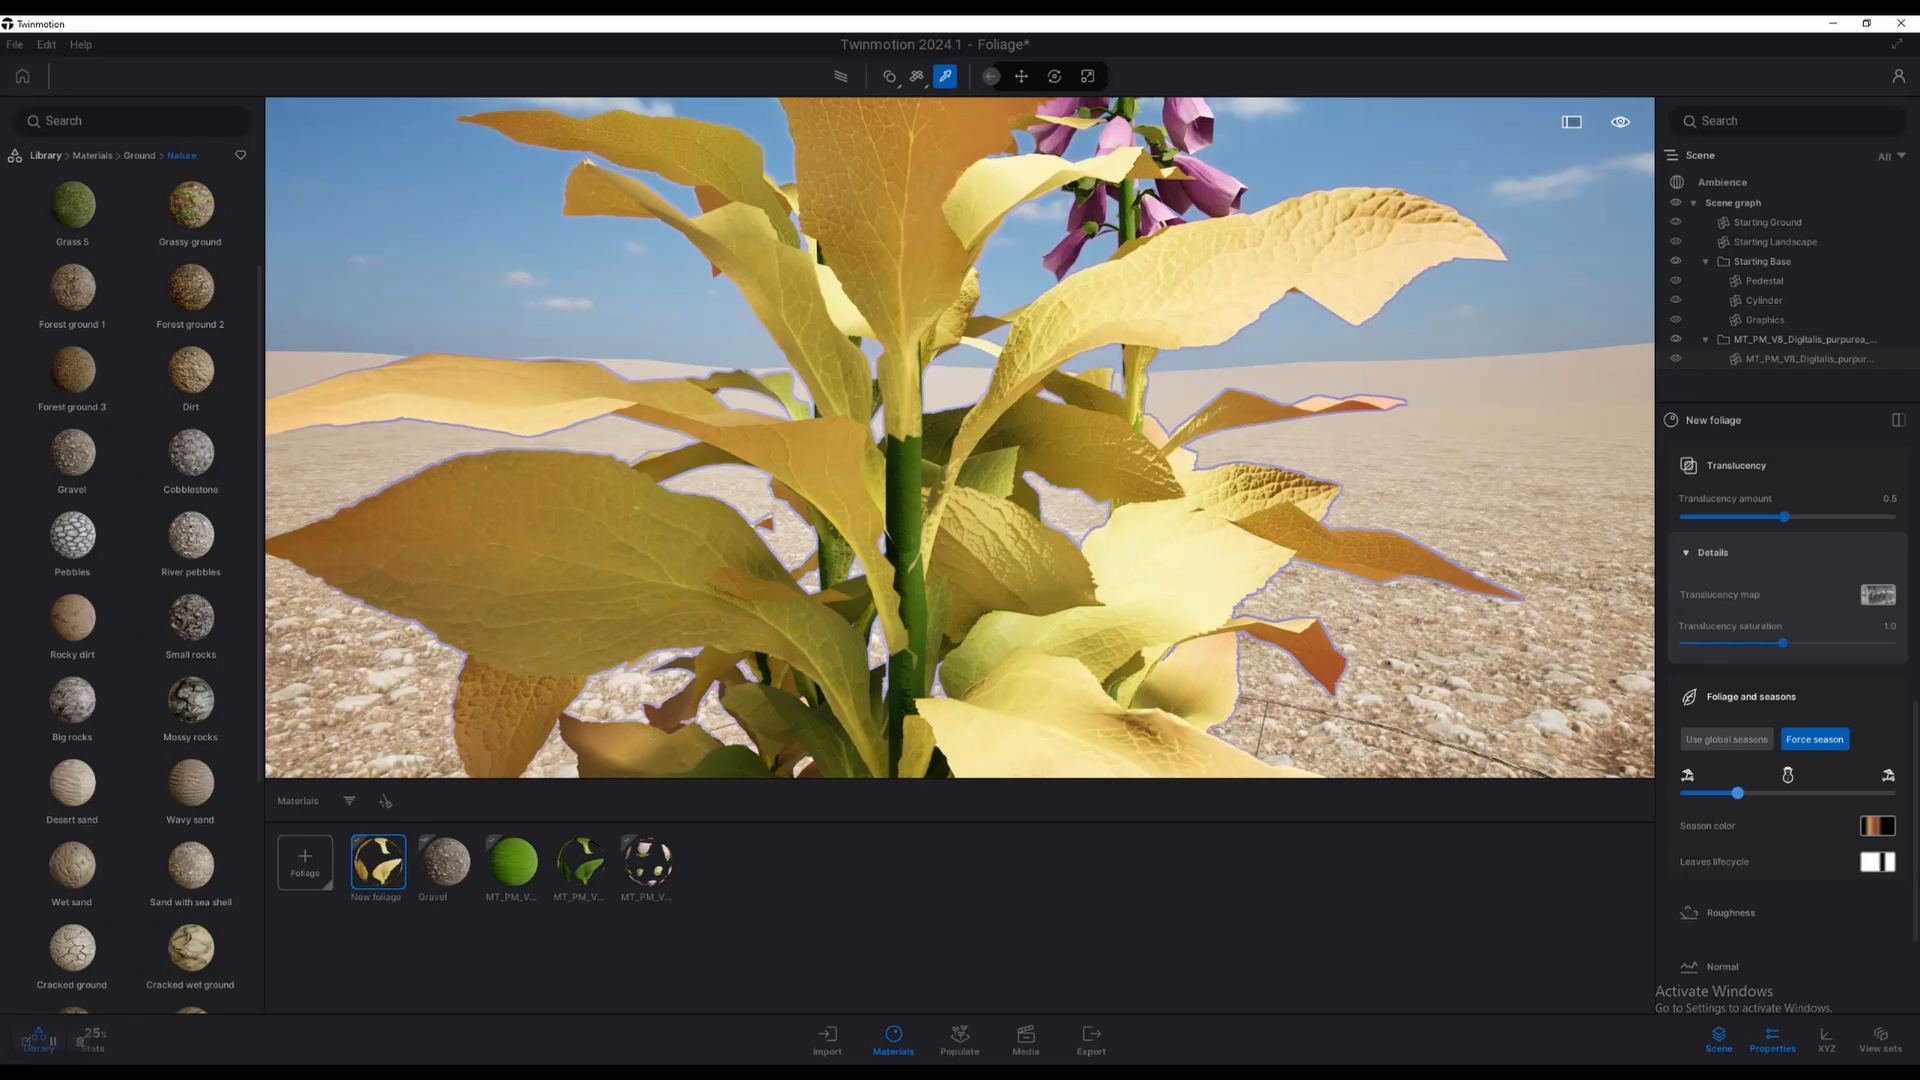 Twinmotion
File Edit Help
Twinmotion 2024.1 - Foliage*
Search
Library > Materials > Ground > Nature
Grass 5
Grassy ground
Forest ground 1
Forest ground 2
Forest ground 3
Dirt
Gravel
Cobblestone
Pebbles
River pebbles
Rocky dirt
Small rocks
Big rocks
Mossy rocks
Desert sand
Wavy sand
Wet sand
Sand with sea shell
Cracked ground
Cracked wet ground
Library
25%
Stats
Materials
Foliage
New foliage
Gravel
MT_PM_V...
MT_PM_V...
MT_PM_V...
Import
Materials
Populate
Media
Export
Search
Scene
All
Ambience
Scene graph
Starting Ground
Starting Landscape
Starting Base
Pedestal
Cylinder
Graphics
MT_PM_V8_Digitalis_purpurea_...
MT_PM_V8_Digitalis_purpur...
New foliage
Translucency
Translucency amount 0.5
Details
Translucency map
Translucency saturation 1.0
Foliage and seasons
Use global seasons Force season
Season color
Leaves lifecycle
Roughness
Normal
Activate Windows
Go to Settings to activate Windows.
Scene
Properties
XYZ
View sets